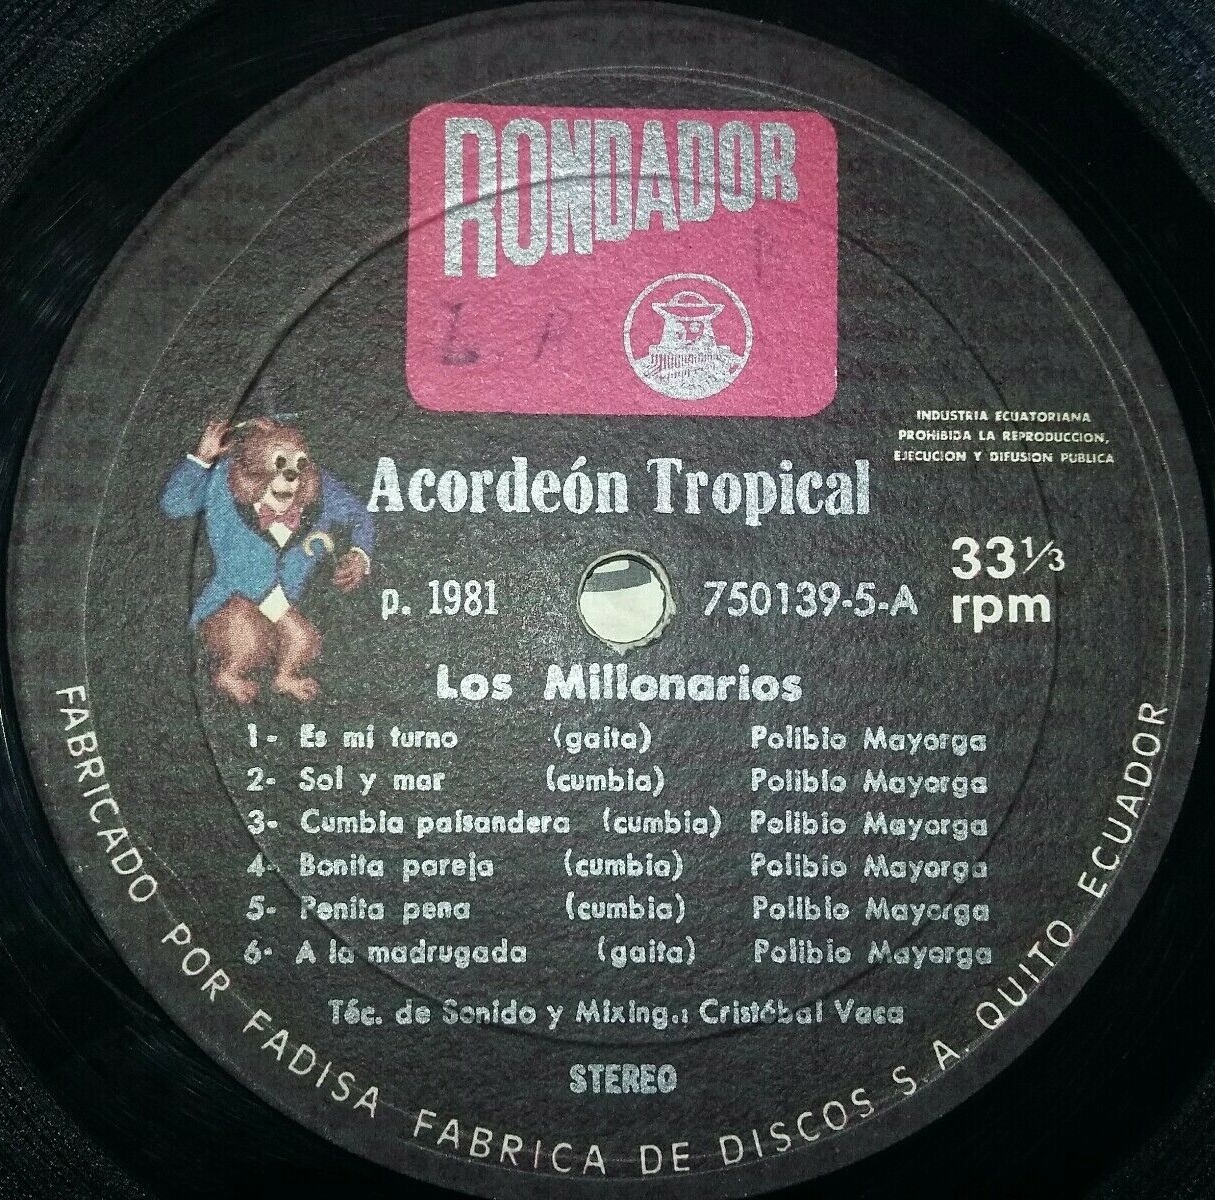 RONDADOR
L P
INDUSTRIA ECUATORIANA
PROHIBIDA LA REPRODUCCION,
EJECUCION Y DIFUSION PUBLICA
Acordeón Tropical
33⅓
rpm
p. 1981
750139-5-A
Los Millonarios
1- Es mi turno (gaita) Polibio Mayorga
2- Sol y mar (cumbia) Polibio Mayorga
3- Cumbia paisandera (cumbia) Polibio Mayorga
4- Bonita pareja (cumbia) Polibio Mayorga
5- Penita pena (cumbia) Polibio Mayorga
6- A la madrugada (gaita) Polibio Mayorga
Téc. de Sonido y Mixing.: Cristóbal Vaca
STEREO
FABRICADO POR FADISA FABRICA DE DISCOS S.A. QUITO ECUADOR